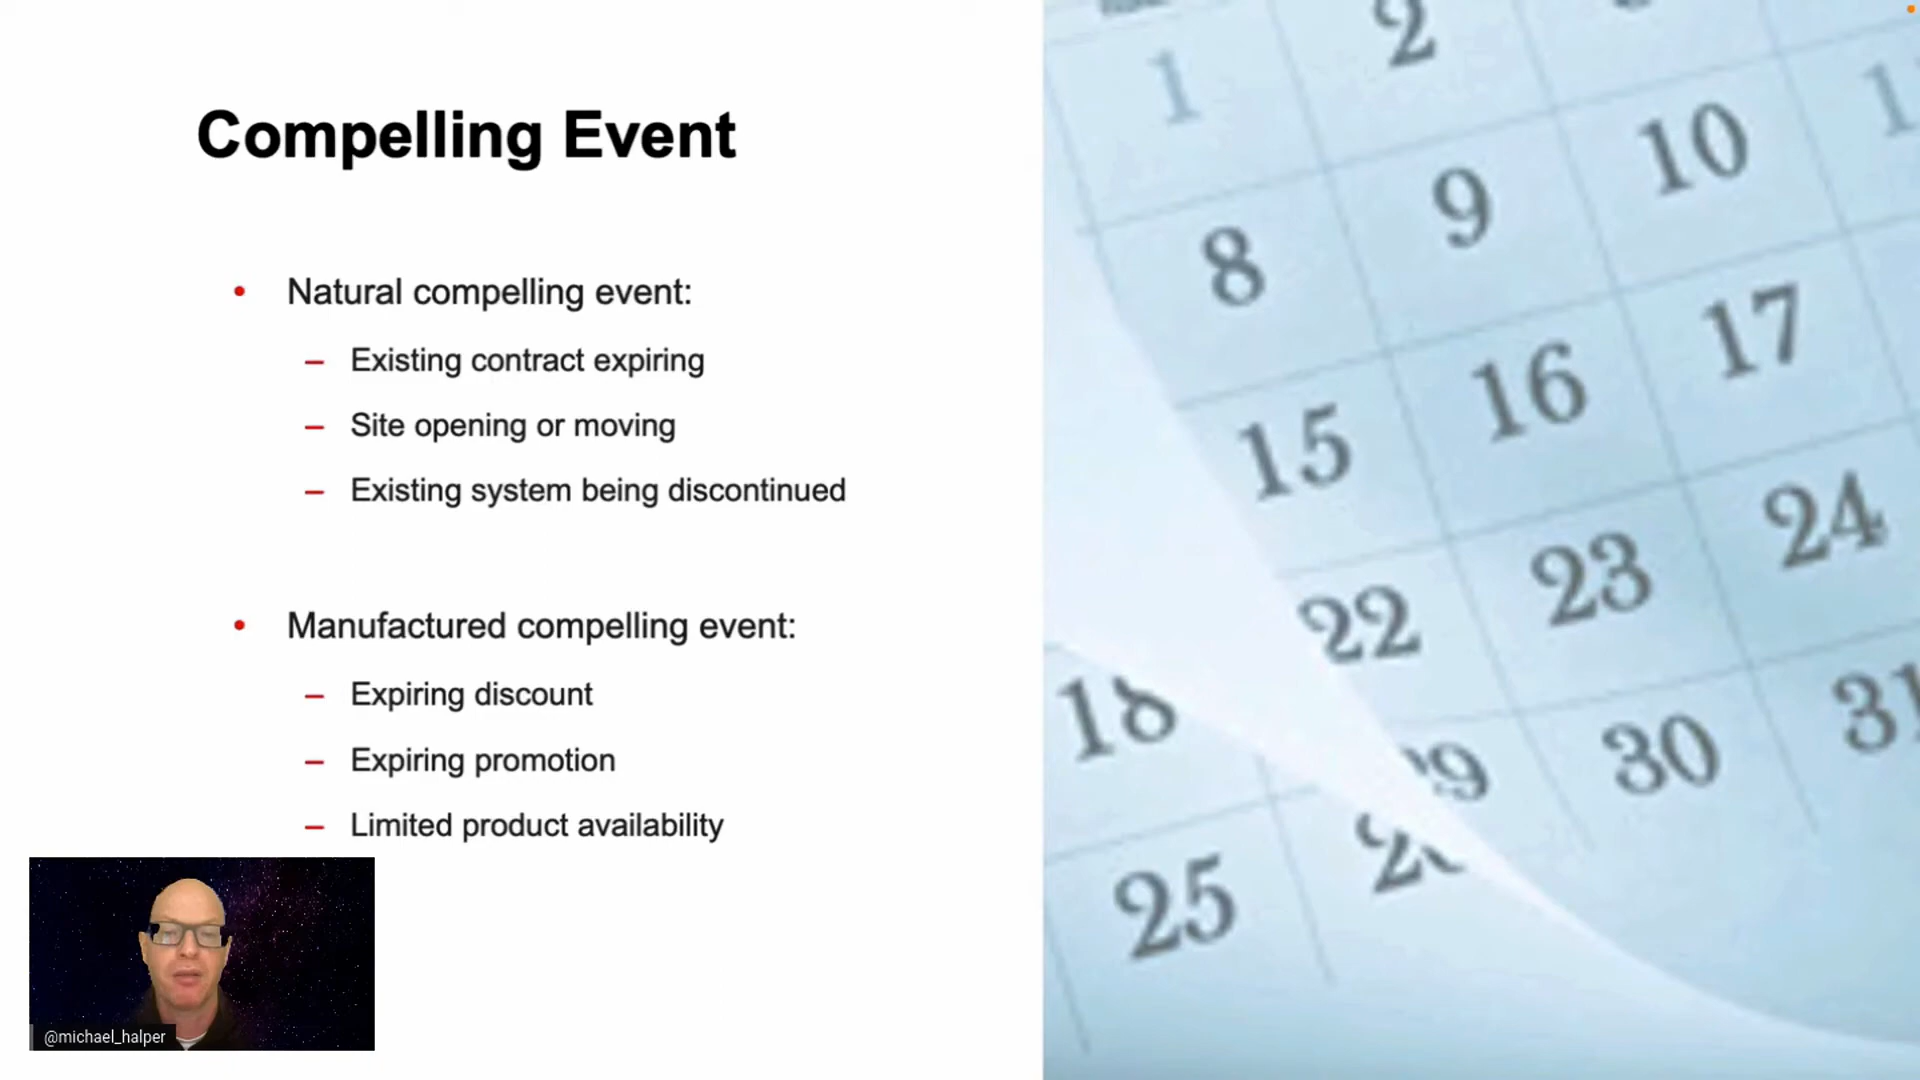 Compelling Event
• Natural compelling event:
– Existing contract expiring
– Site opening or moving
– Existing system being discontinued
• Manufactured compelling event:
– Expiring discount
– Expiring promotion
– Limited product availability
@michael_halper
1 2
8 9 10
15 16 17
22 23 24
30 31
18
25